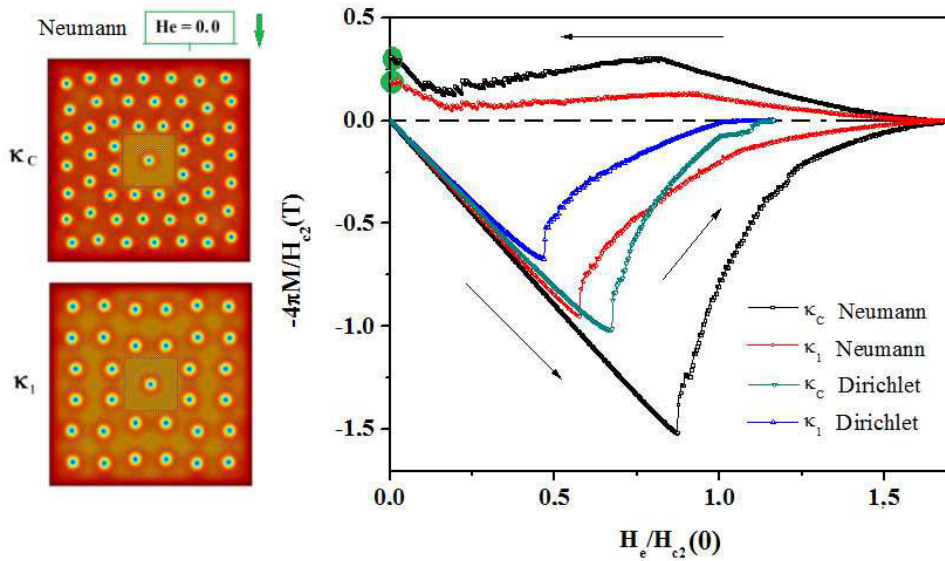 Neumann He = 0.0
κC
κ1
0.5
0.0
-0.5
-1.0
-1.5
-4πM/Hc2(T)
0.0 0.5 1.0 1.5
He/Hc2(0)
κC Neumann
κ1 Neumann
κC Dirichlet
κ1 Dirichlet